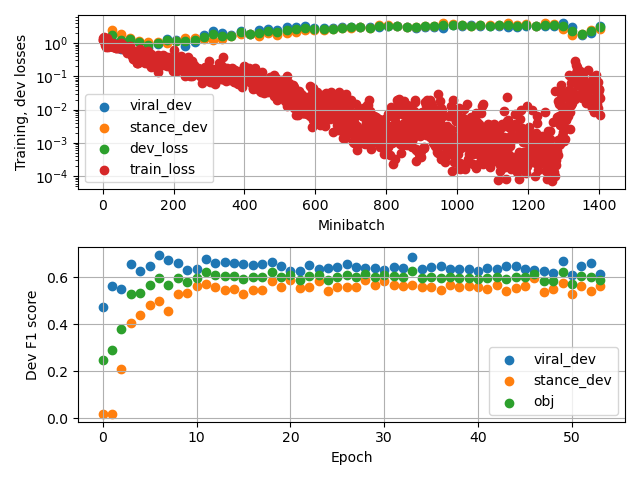 Training, dev losses
10⁰
10⁻¹
10⁻²
10⁻³
10⁻⁴
viral_dev
stance_dev
dev_loss
train_loss
0 200 400 600 800 1000 1200 1400
Minibatch
Dev F1 score
0.6
0.4
0.2
0.0
viral_dev
stance_dev
obj
0 10 20 30 40 50
Epoch